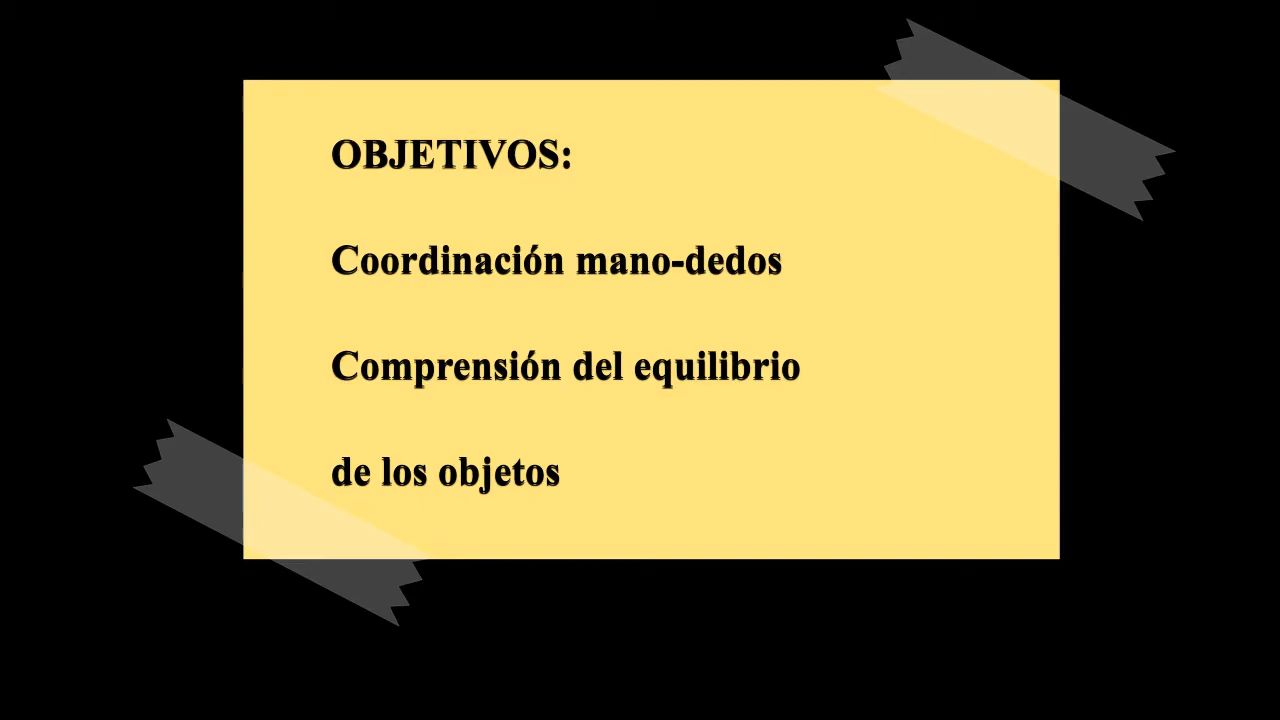 OBJETIVOS:
Coordinación mano-dedos
Comprensión del equilibrio
de los objetos